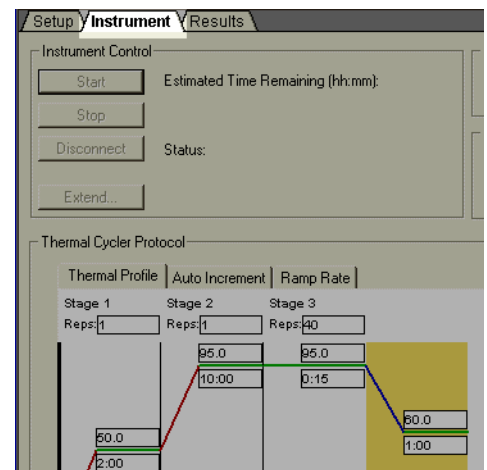 Setup Instrument Results
Instrument Control
Start Estimated Time Remaining (hh:mm):
Stop
Disconnect Status:
Extend...
Thermal Cycler Protocol
Thermal Profile Auto Increment Ramp Rate
Stage 1 Stage 2 Stage 3
Reps: 1 Reps: 1 Reps: 40
95.0 95.0
10:00 0:15
60.0
1:00
50.0
2:00